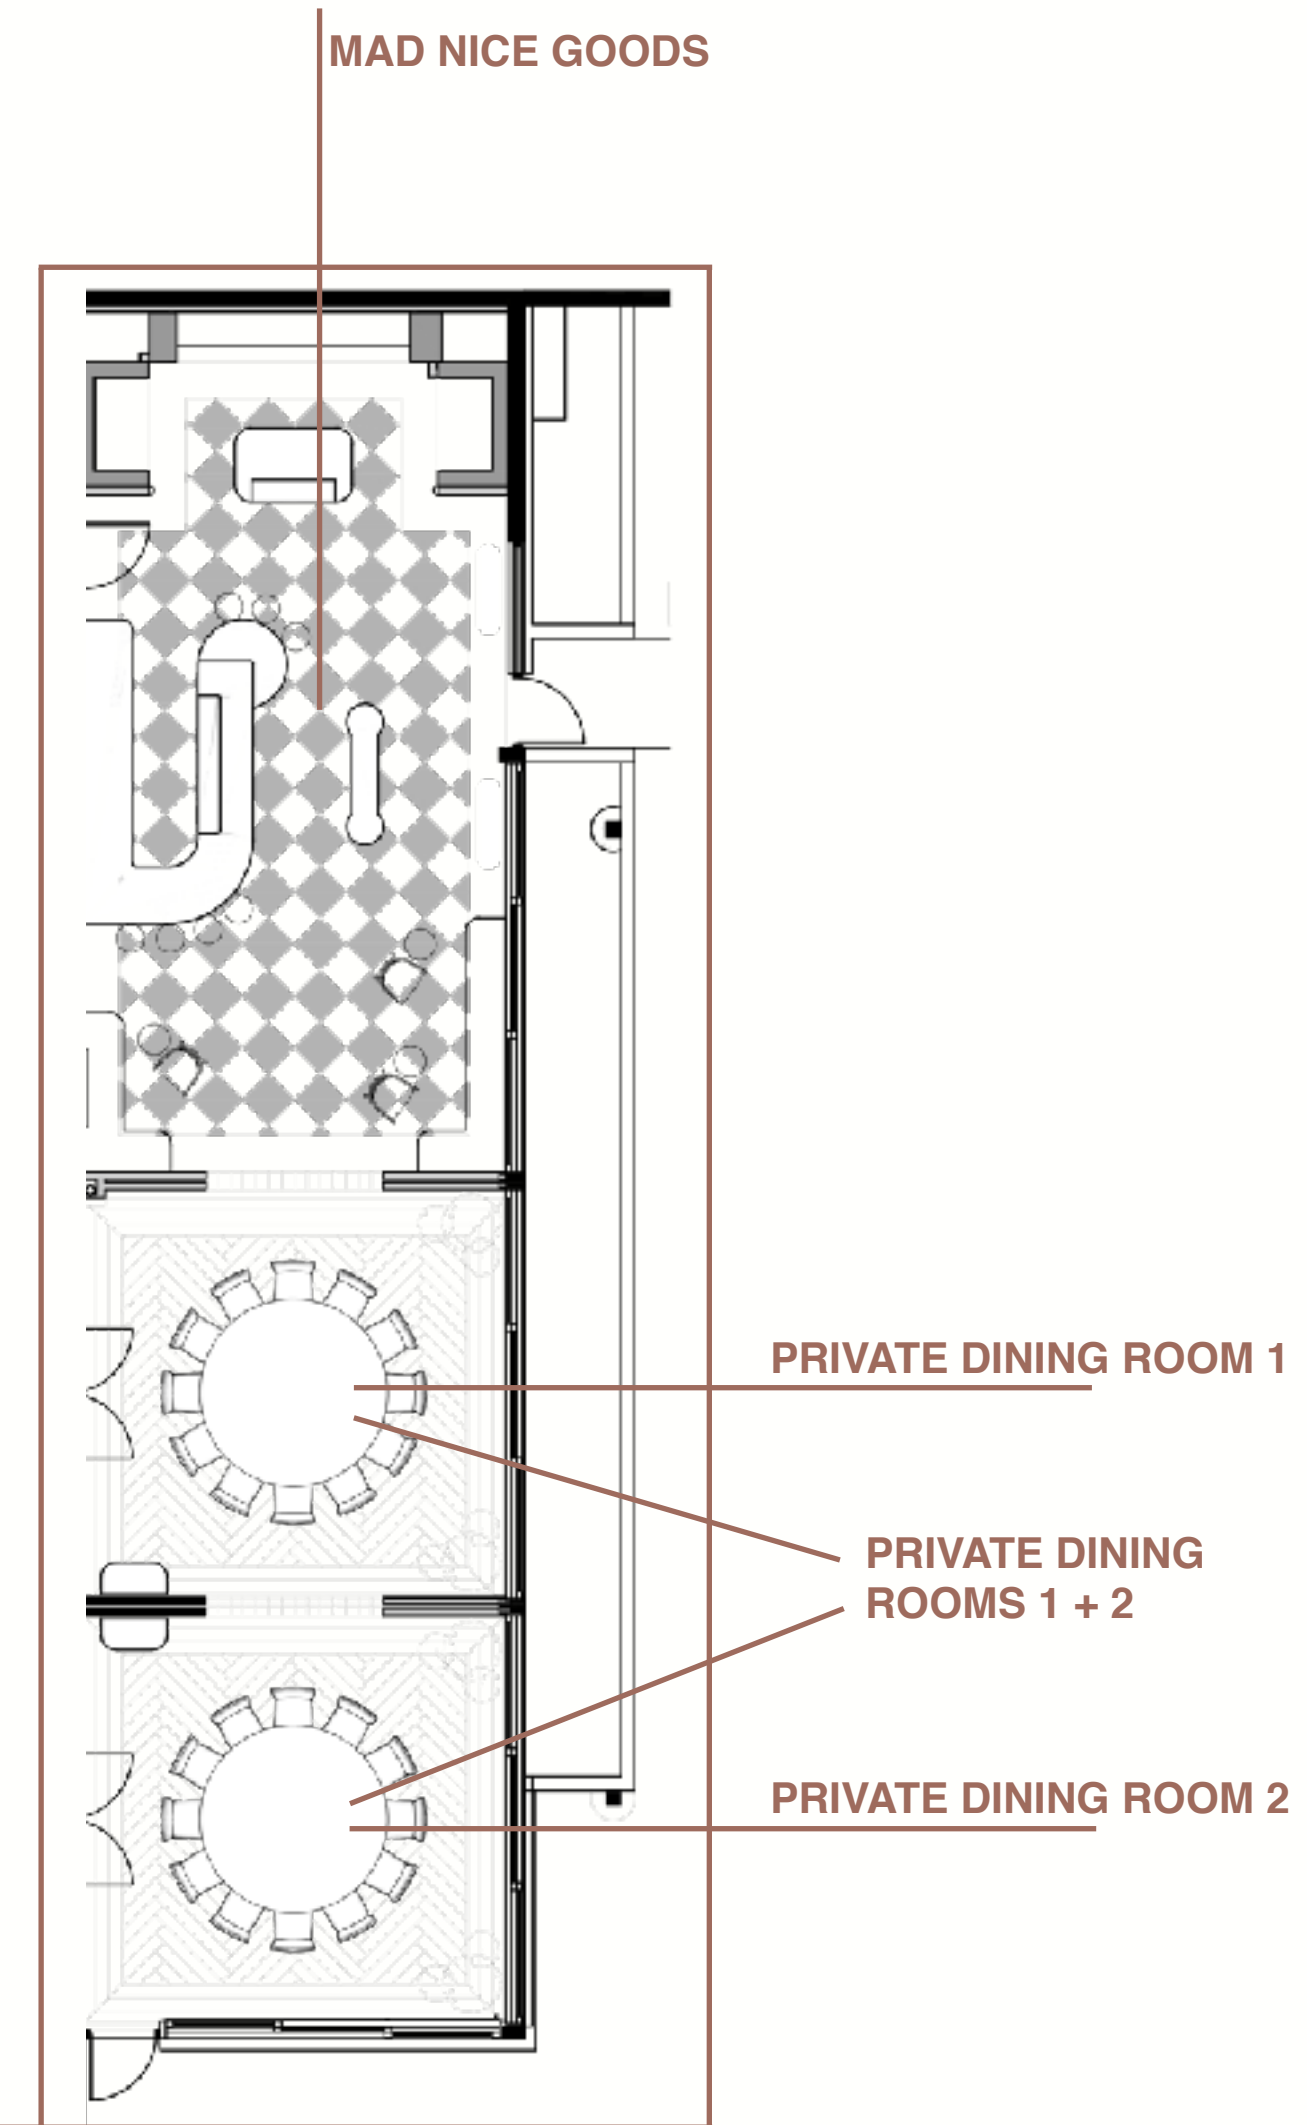 MAD NICE GOODS
PRIVATE DINING ROOM 1
PRIVATE DINING
ROOMS 1 + 2
PRIVATE DINING ROOM 2